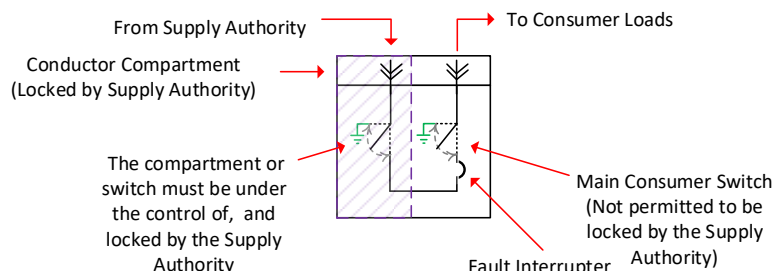 From Supply Authority
To Consumer Loads
Conductor Compartment
(Locked by Supply Authority)
The compartment or
switch must be under
the control of, and
locked by the Supply
Authority
Main Consumer Switch
(Not permitted to be
locked by the Supply
Authority)
Fault Interrupter